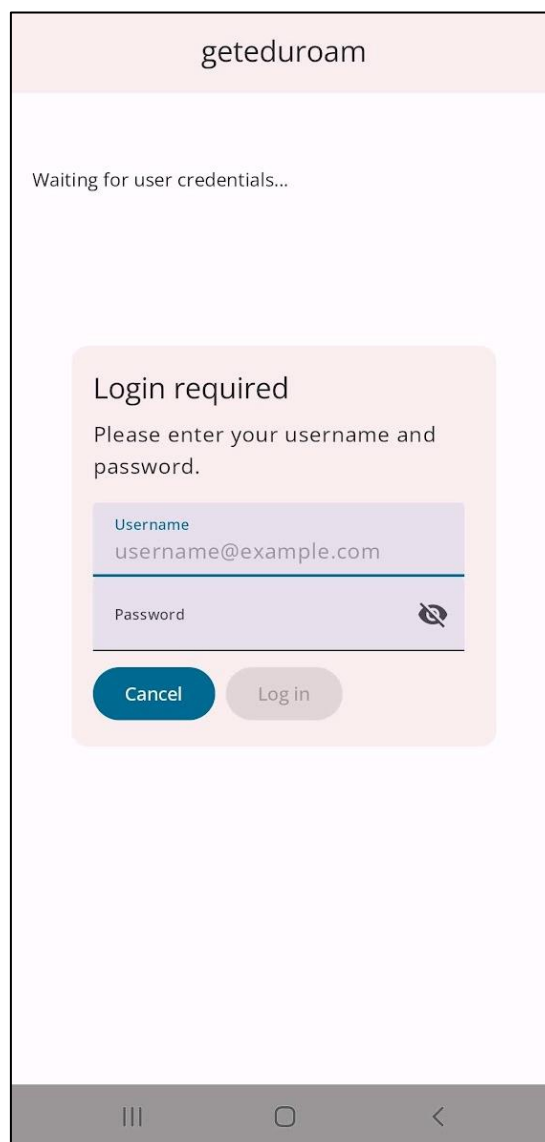 geteduroam
Waiting for user credentials...
Login required
Please enter your username and
password.
Username
username@example.com
Password
Cancel
Log in